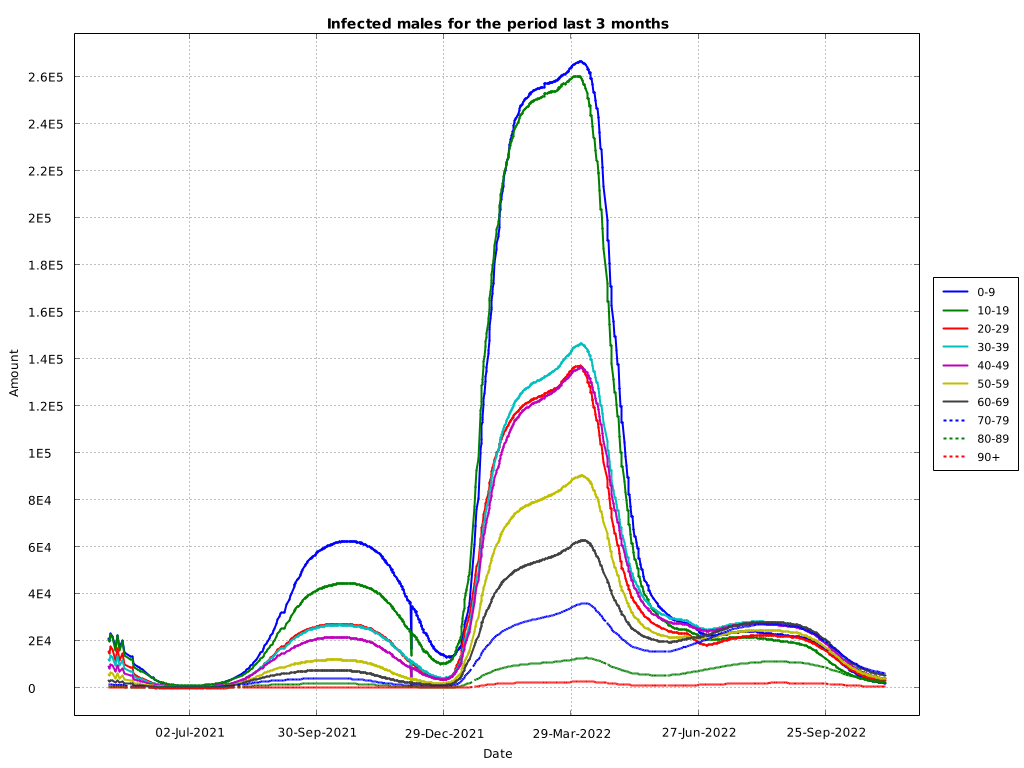 Infected males for the period last 3 months
Amount
2.6E5
2.4E5
2.2E5
2E5
1.8E5
1.6E5
1.4E5
1.2E5
1E5
8E4
6E4
4E4
2E4
0
02-Jul-2021 30-Sep-2021 29-Dec-2021 29-Mar-2022 27-Jun-2022 25-Sep-2022
Date
0-9
10-19
20-29
30-39
40-49
50-59
60-69
70-79
80-89
90+